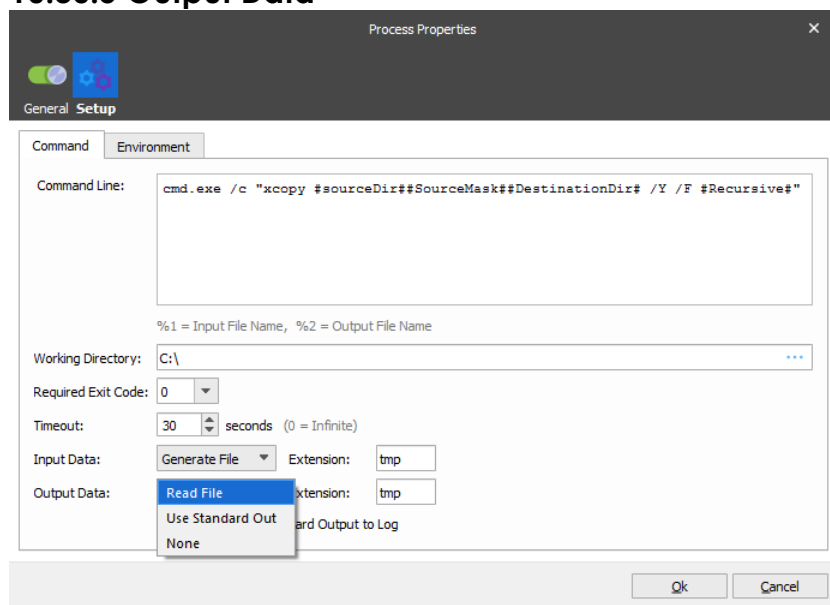 Process Properties
General Setup
Command Environment
Command Line: cmd.exe /c "xcopy #sourceDir##SourceMask##DestinationDir# /Y /F #Recursive#"
%1 = Input File Name, %2 = Output File Name
Working Directory: C:\ ...
Required Exit Code: 0
Timeout: 30 seconds (0 = Infinite)
Input Data: Generate File Extension: tmp
Output Data: Read File xtension: tmp
Use Standard Out ard Output to Log
None
Ok Cancel